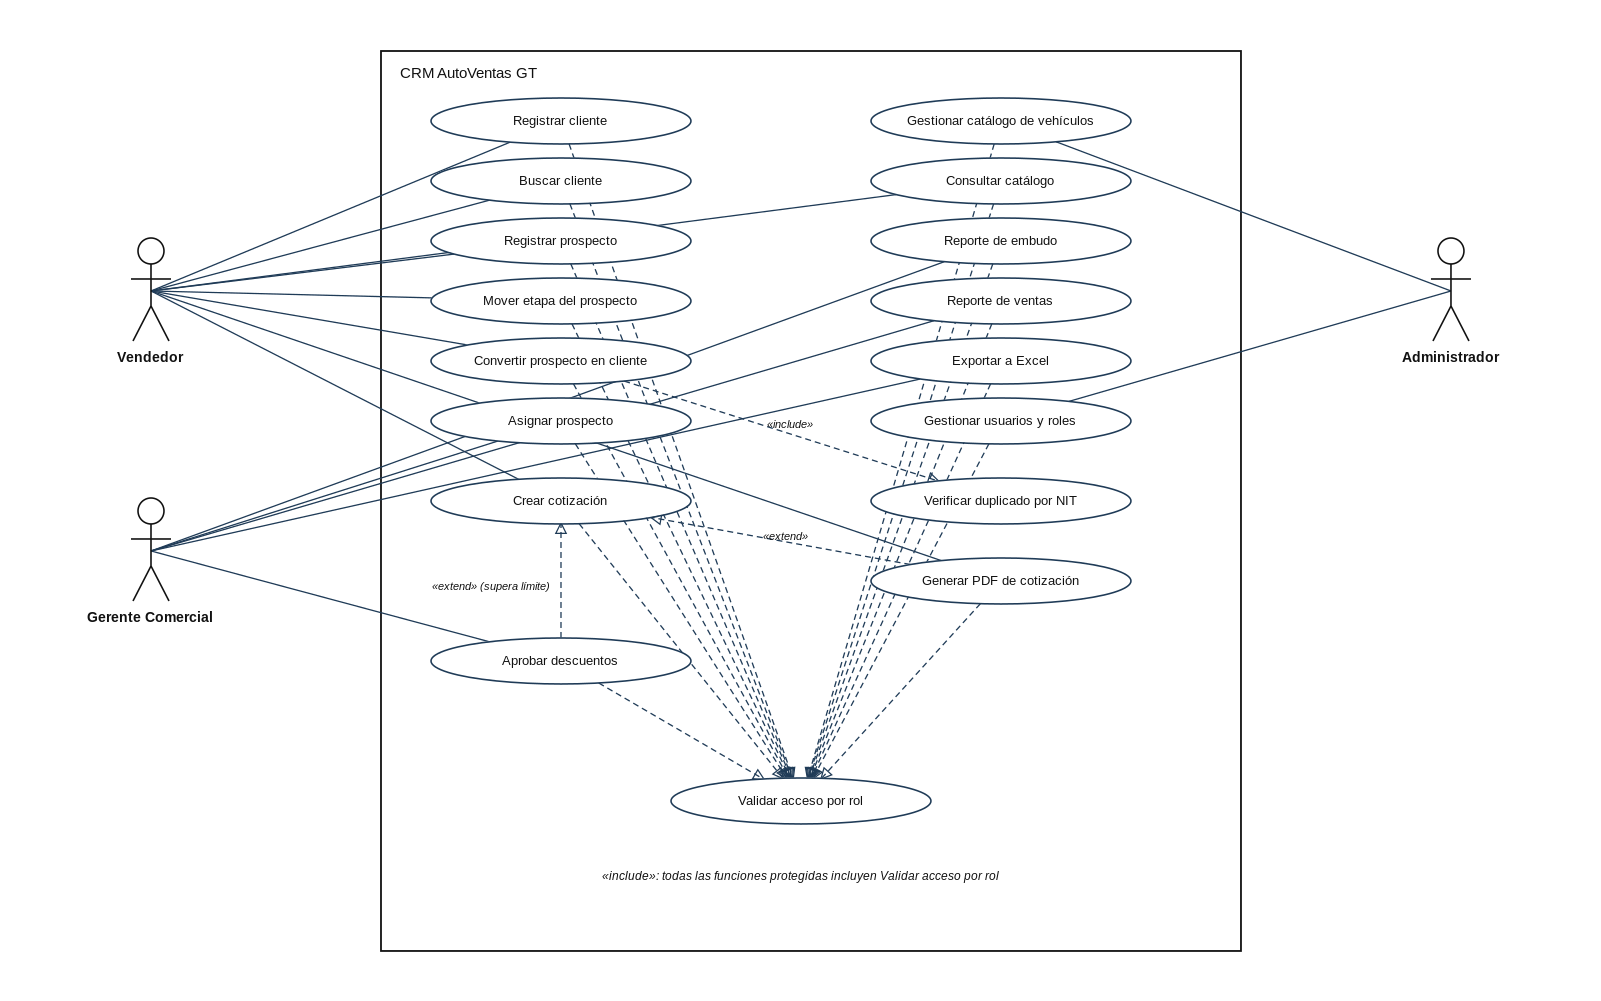 CRM AutoVentas GT
Registrar cliente
Gestionar catálogo de vehículos
Buscar cliente
Consultar catálogo
Registrar prospecto
Reporte de embudo
Mover etapa del prospecto
Reporte de ventas
Vendedor
Convertir prospecto en cliente
Exportar a Excel
Administrador
Asignar prospecto
«include»
Gestionar usuarios y roles
Crear cotización
Verificar duplicado por NIT
«extend»
«extend» (supera límite)
Generar PDF de cotización
Gerente Comercial
Aprobar descuentos
Validar acceso por rol
«include»: todas las funciones protegidas incluyen Validar acceso por rol